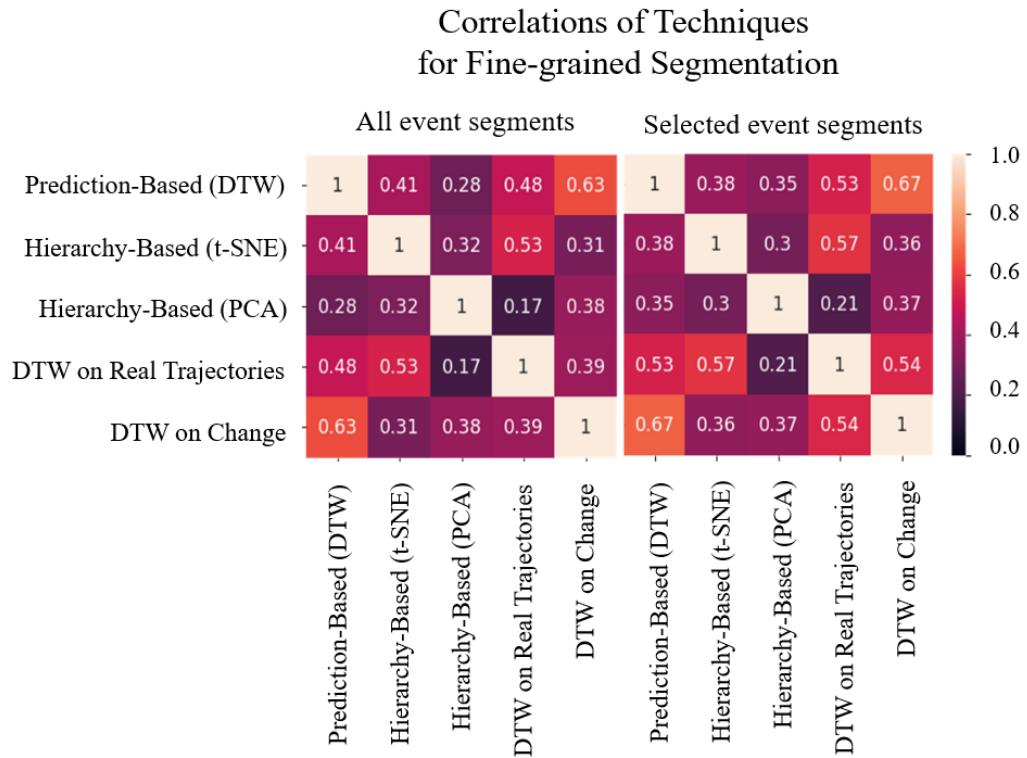 Correlations of Techniques
for Fine-grained Segmentation
All event segments
Selected event segments
Prediction-Based (DTW) 1 0.41 0.28 0.48 0.63 1 0.38 0.35 0.53 0.67 1.0
Hierarchy-Based (t-SNE) 0.41 1 0.32 0.53 0.31 0.38 1 0.3 0.57 0.36 0.8
Hierarchy-Based (PCA) 0.28 0.32 1 0.17 0.38 0.35 0.3 1 0.21 0.37 0.6
0.4
DTW on Real Trajectories 0.48 0.53 0.17 1 0.39 0.53 0.57 0.21 1 0.54 0.2
DTW on Change 0.63 0.31 0.38 0.39 1 0.67 0.36 0.37 0.54 1 0.0
Prediction-Based (DTW)
Hierarchy-Based (t-SNE)
Hierarchy-Based (PCA)
DTW on Real Trajectories
DTW on Change
Prediction-Based (DTW)
Hierarchy-Based (t-SNE)
Hierarchy-Based (PCA)
DTW on Real Trajectories
DTW on Change